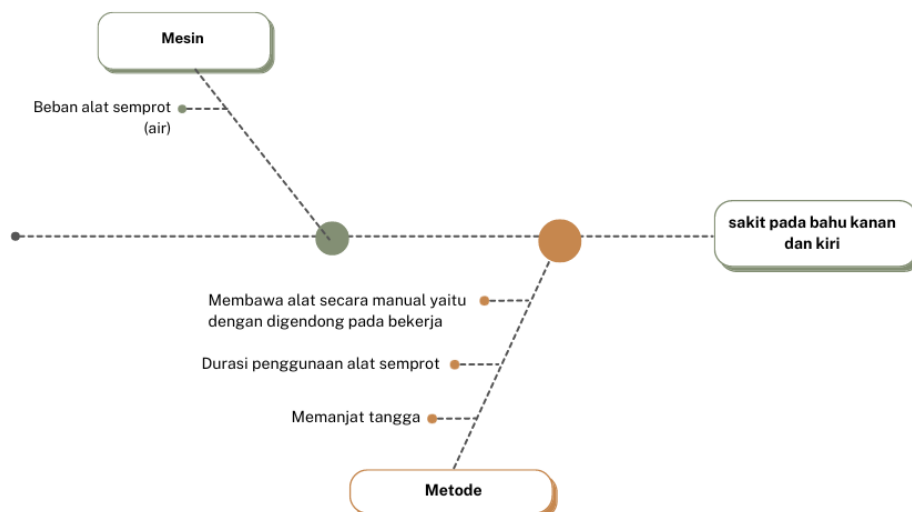 Mesin
Beban alat semprot
(air)
sakit pada bahu kanan
dan kiri
Membawa alat secara manual yaitu
dengan digendong pada bekerja
Durasi penggunaan alat semprot
Memanjat tangga
Metode